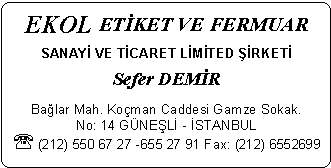 EKOL ETİKET VE FERMUAR
SANAYİ VE TİCARET LİMİTED ŞİRKETİ
Sefer DEMİR
Bağlar Mah. Koçman Caddesi Gamze Sokak.
No: 14 GÜNEŞLİ - İSTANBUL
☎ (212) 550 67 27 -655 27 91 Fax: (212) 6552699